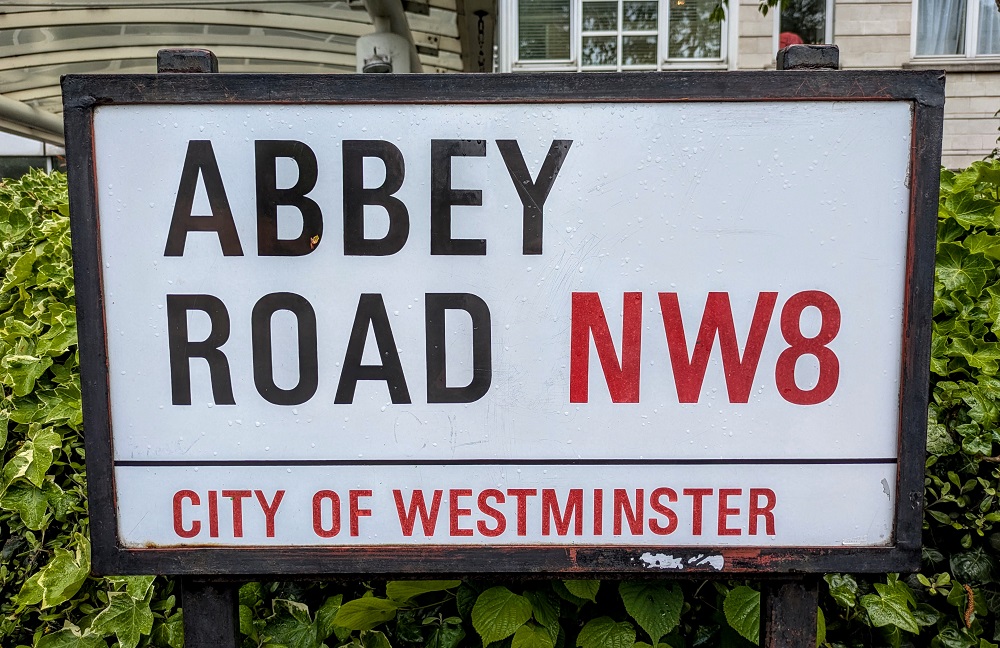 ABBEY
ROAD NW8
CITY OF WESTMINSTER